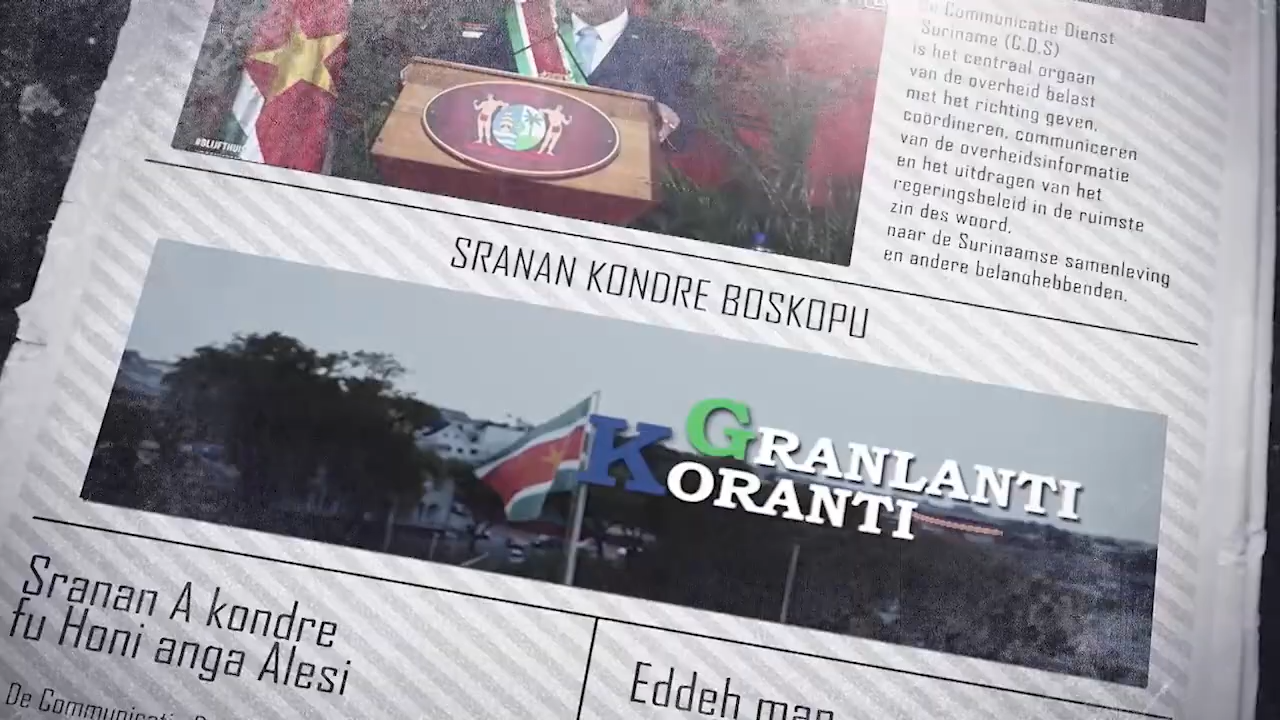 De Communicatie Dienst
Suriname (C.D.S)
is het centraal orgaan
van de overheid belast
met het richting geven,
coördineren, communiceren
van de overheidsinformatie
en het uitdragen van het
regeringsbeleid in de ruimste
zin des woord,
naar de Surinaamse samenleving
en andere belanghebbenden.
SRANAN KONDRE BOSKOPU
GRANLANTI
KORANTI
Sranan A kondre
fu Honi anga Alesi
De Communicatie
Eddeh man